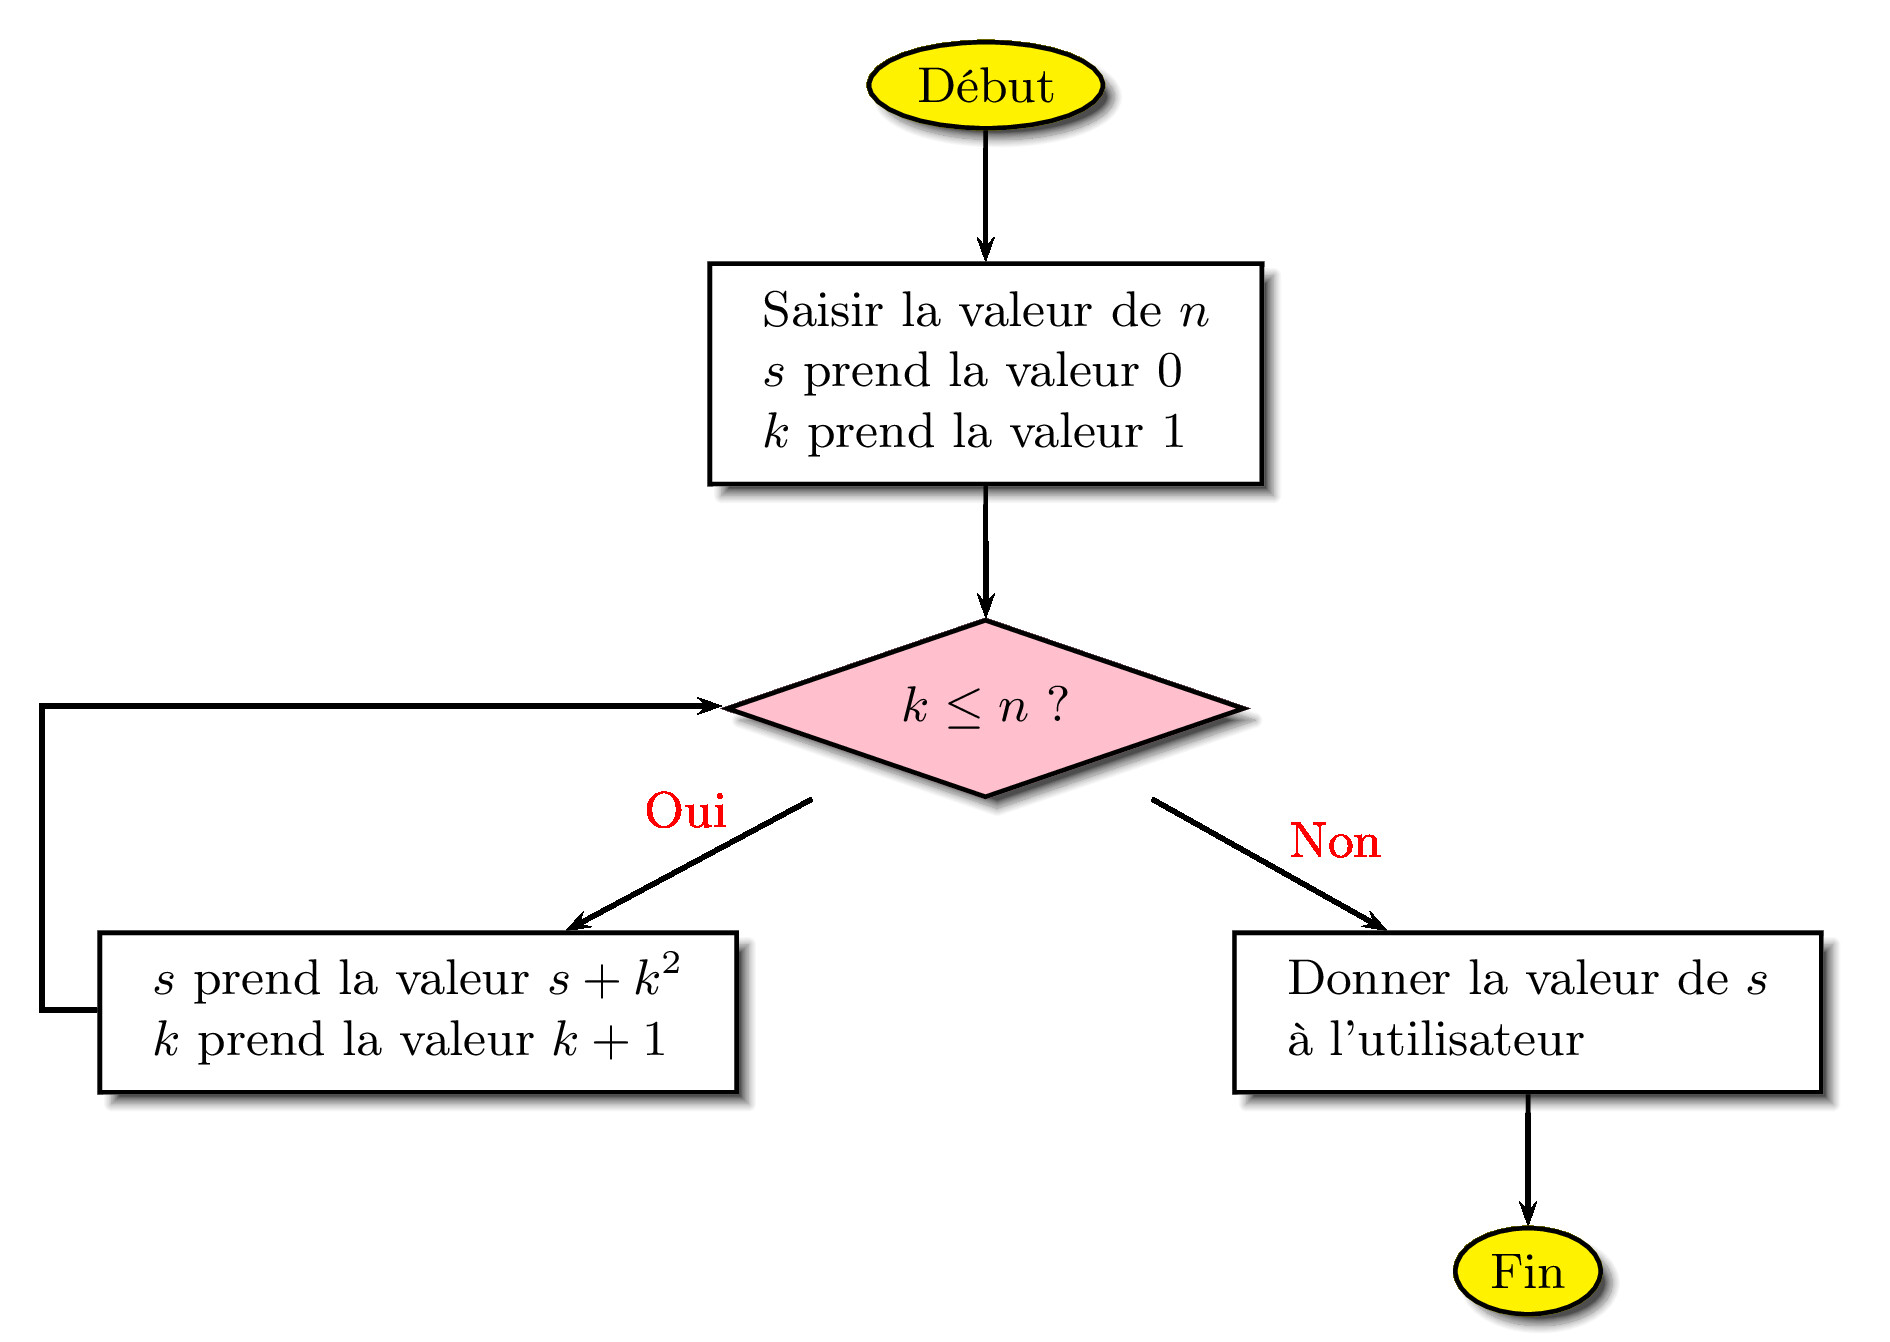 Début
Saisir la valeur de n
s prend la valeur 0
k prend la valeur 1
k ≤ n ?
Oui
Non
s prend la valeur s + k²
k prend la valeur k + 1
Donner la valeur de s
à l'utilisateur
Fin